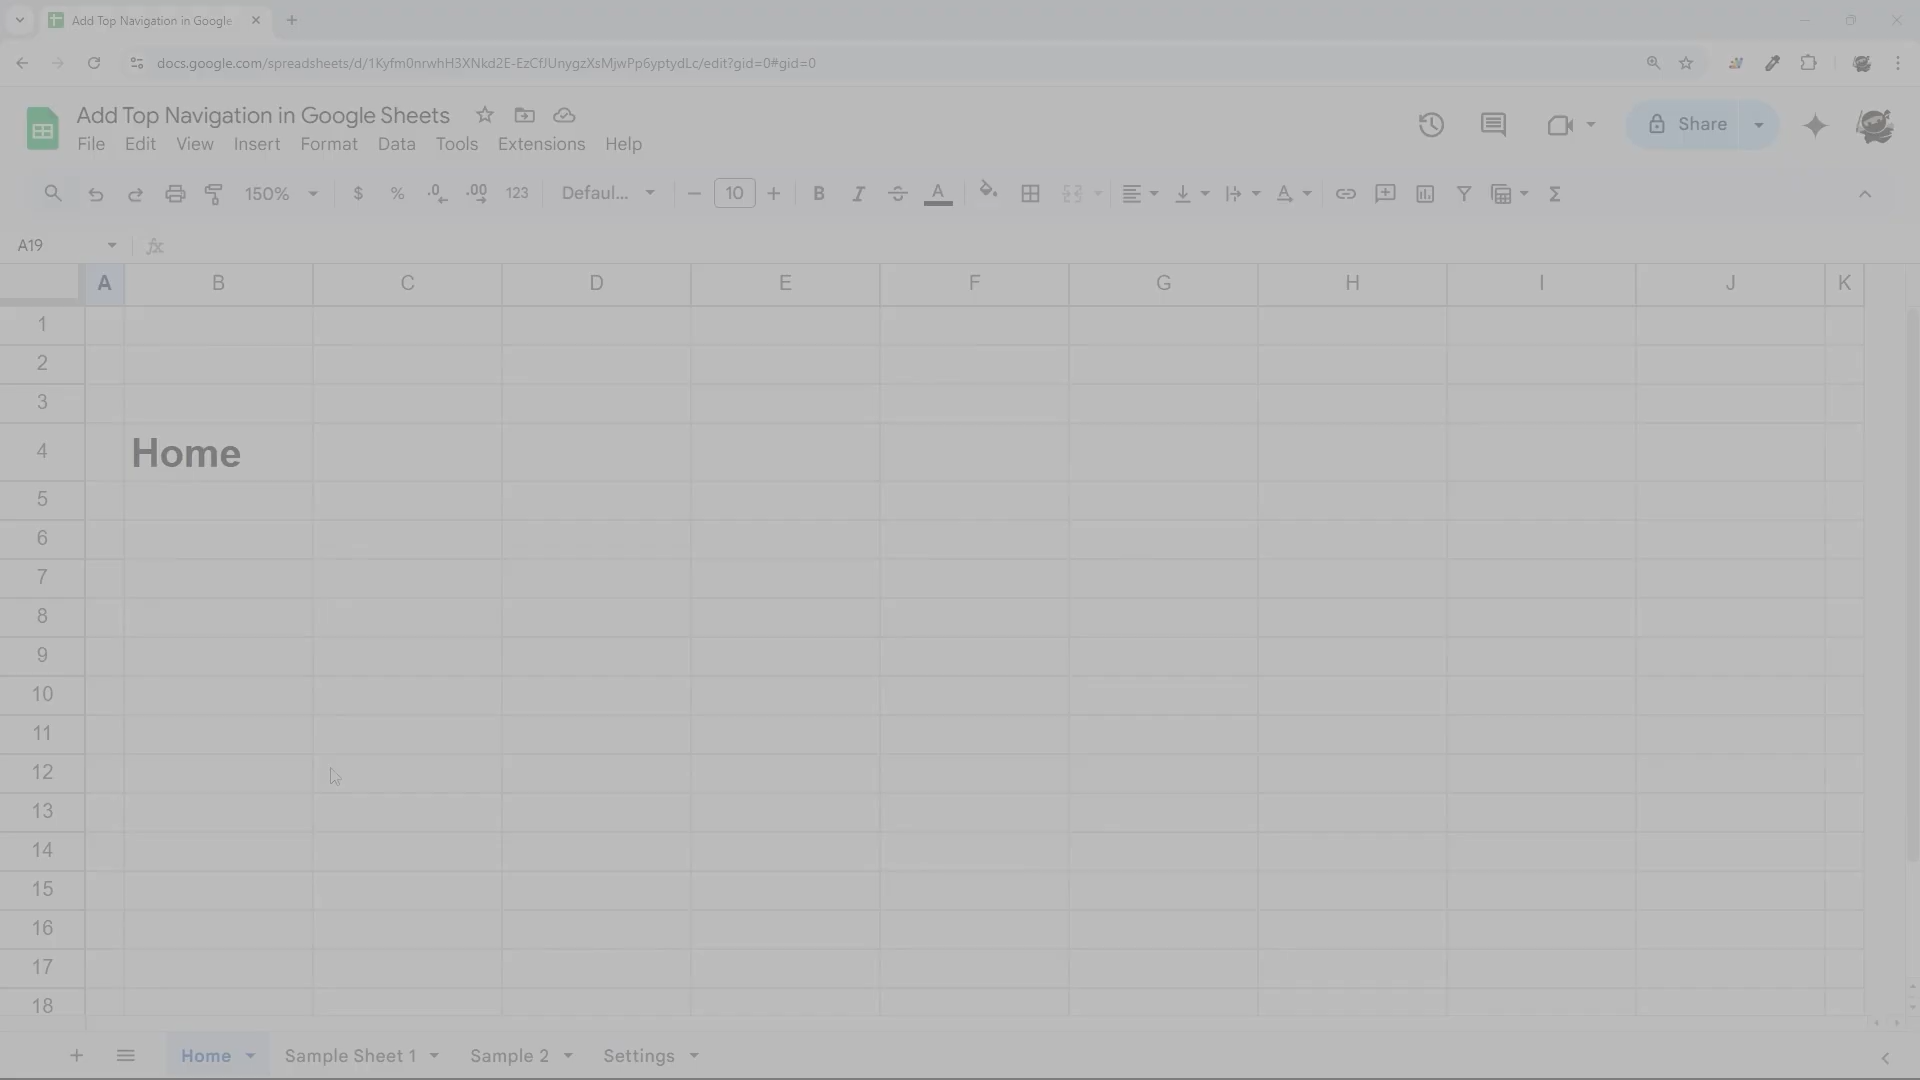 Add Top Navigation in Google
docs.google.com/spreadsheets/d/1Kyfm0nrwhH3XNkd2E-EzCfJUnygzXsMjwPp6yptydLc/edit?gid=0#gid=0
Add Top Navigation in Google Sheets
Share
File Edit View Insert Format Data Tools Extensions Help
150% $ % .0 .00 123 Defaul... 10 B I S A Σ
A19 fx
A B C D E F G H I J K
1
2
3
4 Home
5
6
7
8
9
10
11
12
13
14
15
16
17
18
Home Sample Sheet 1 Sample 2 Settings